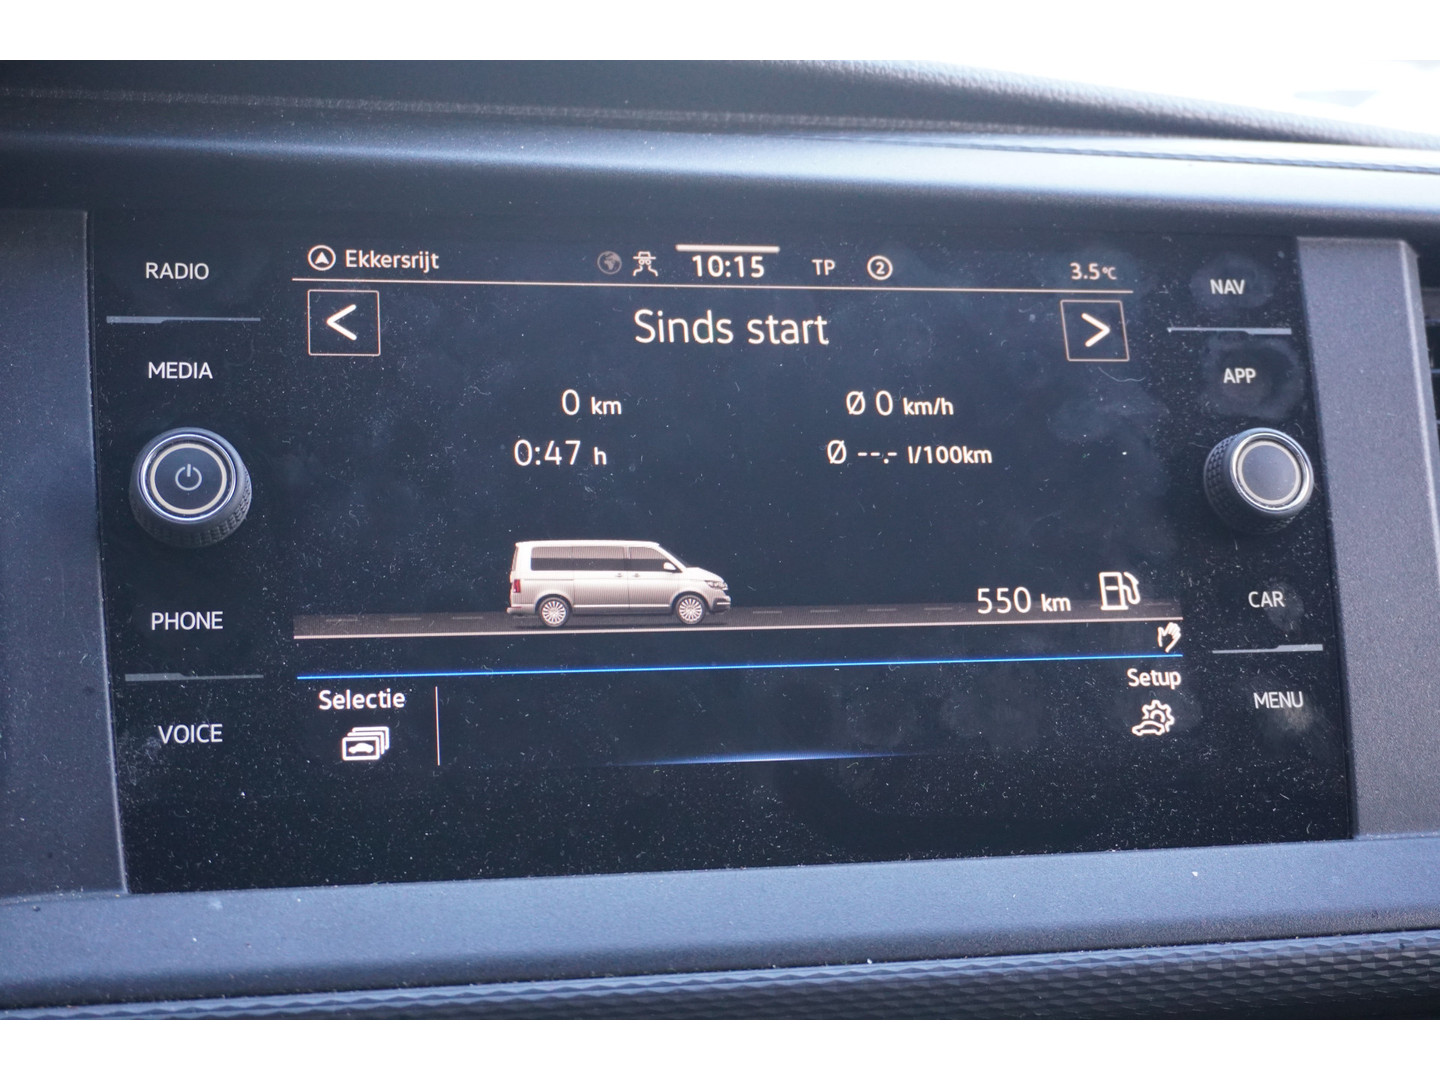 RADIO
MEDIA
PHONE
VOICE
Ekkersrijt
10:15
TP
2
3.5°C
<
Sinds start
>
0 km
Ø 0 km/h
0:47 h
Ø --.- l/100km
550 km
Selectie
Setup
NAV
APP
CAR
MENU